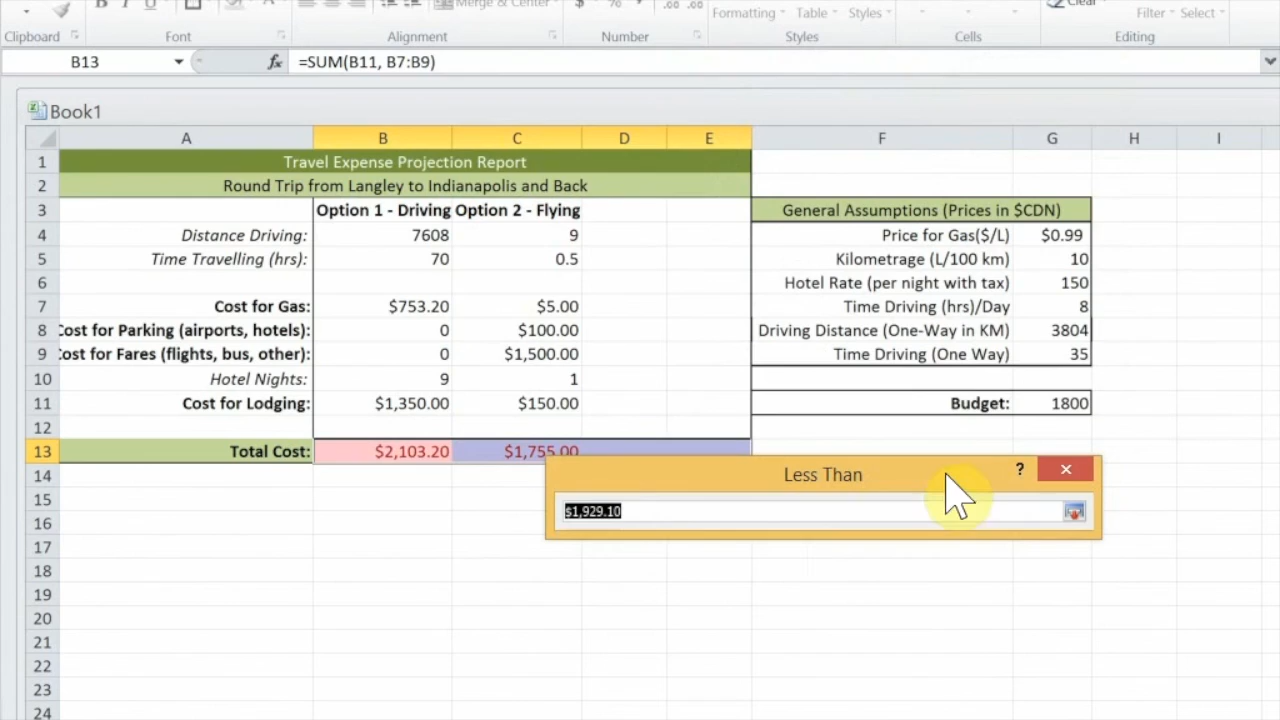 B I U Merge & Center $ % .00 .00 Formatting Table Styles Clear Filter Select
Clipboard Font Alignment Number Styles Cells Editing
B13 fx =SUM(B11, B7:B9)
Book1
A B C D E F G H I
1 Travel Expense Projection Report
2 Round Trip from Langley to Indianapolis and Back
3 Option 1 - Driving Option 2 - Flying General Assumptions (Prices in $CDN)
4 Distance Driving: 7608 9 Price for Gas($/L) $0.99
5 Time Travelling (hrs): 70 0.5 Kilometrage (L/100 km) 10
6 Hotel Rate (per night with tax) 150
7 Cost for Gas: $753.20 $5.00 Time Driving (hrs)/Day 8
8 Cost for Parking (airports, hotels): 0 $100.00 Driving Distance (One-Way in KM) 3804
9 Cost for Fares (flights, bus, other): 0 $1,500.00 Time Driving (One Way) 35
10 Hotel Nights: 9 1
11 Cost for Lodging: $1,350.00 $150.00 Budget: 1800
12
13 Total Cost: $2,103.20 $1,755.00
14 Less Than ?
15 $1,929.10
16
17
18
19
20
21
22
23
24